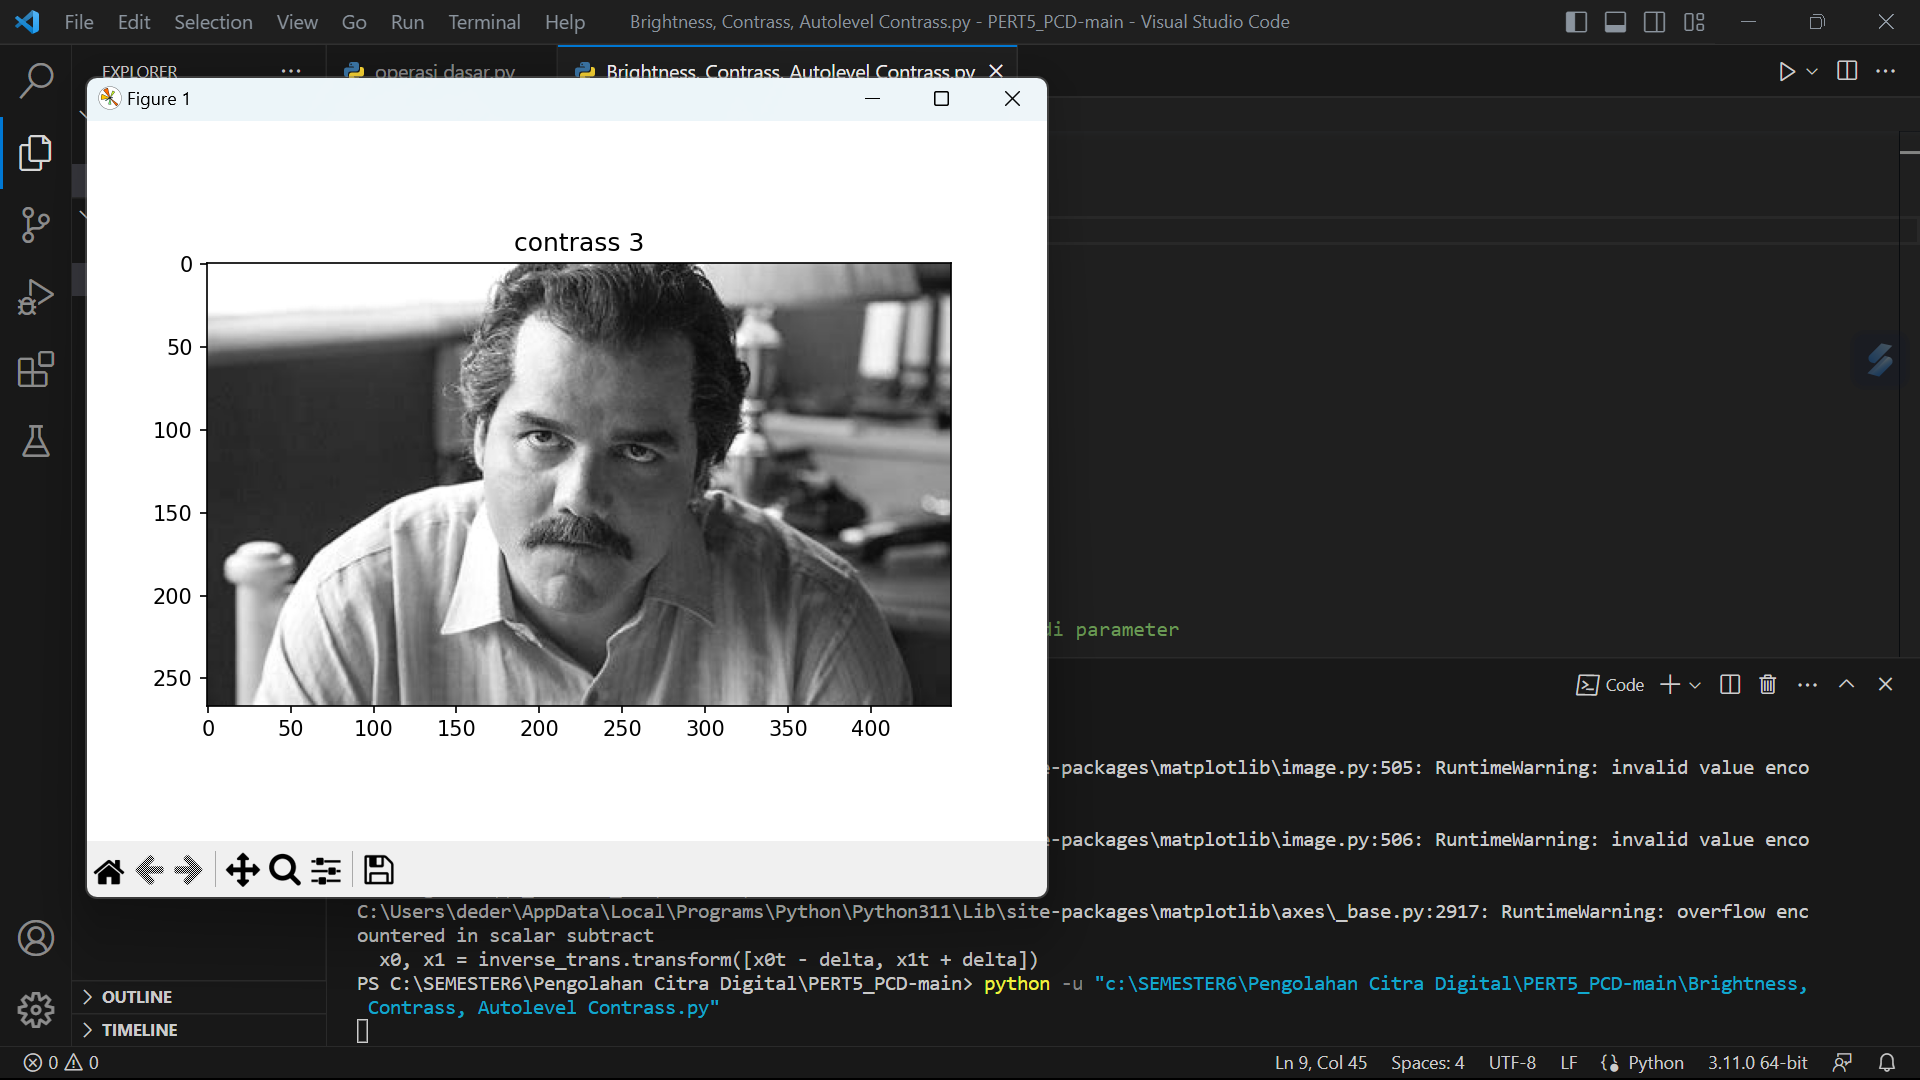 File Edit Selection View Go Run Terminal Help
Brightness, Contrass, Autolevel Contrass.py - PERT5_PCD-main - Visual Studio Code
EXPLORER
operasi dasar.py
Brightness, Contrass, Autolevel Contrass.py
Figure 1
contrass 3
0
50
100
150
200
250
0 50 100 150 200 250 300 350 400
di parameter
Code
-packages\matplotlib\image.py:505: RuntimeWarning: invalid value enco
-packages\matplotlib\image.py:506: RuntimeWarning: invalid value enco
C:\Users\deder\AppData\Local\Programs\Python\Python311\Lib\site-packages\matplotlib\axes\_base.py:2917: RuntimeWarning: overflow enc
ountered in scalar subtract
x0, x1 = inverse_trans.transform([x0t - delta, x1t + delta])
PS C:\SEMESTER6\Pengolahan Citra Digital\PERT5_PCD-main> python -u "c:\SEMESTER6\Pengolahan Citra Digital\PERT5_PCD-main\Brightness,
Contrass, Autolevel Contrass.py"
OUTLINE
TIMELINE
0 0
Ln 9, Col 45 Spaces: 4 UTF-8 LF Python 3.11.0 64-bit